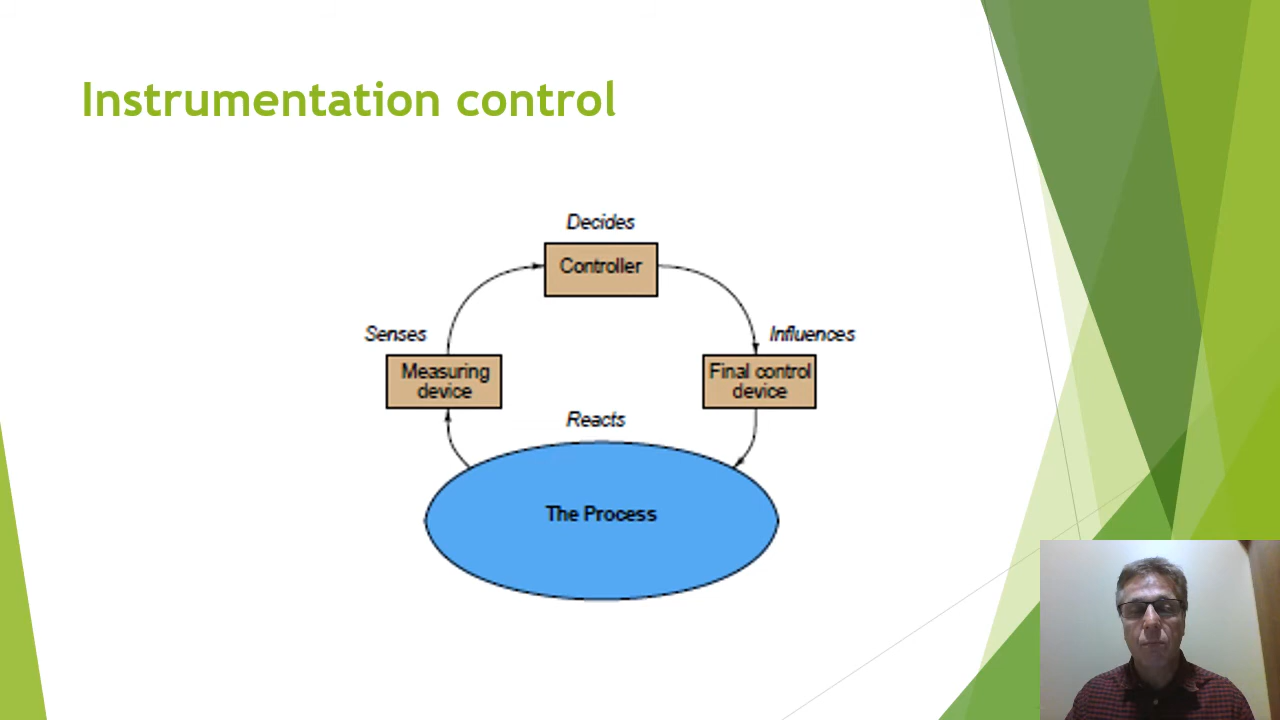 Instrumentation control
Decides
Controller
Senses
Influences
Measuring
device
Final control
device
Reacts
The Process